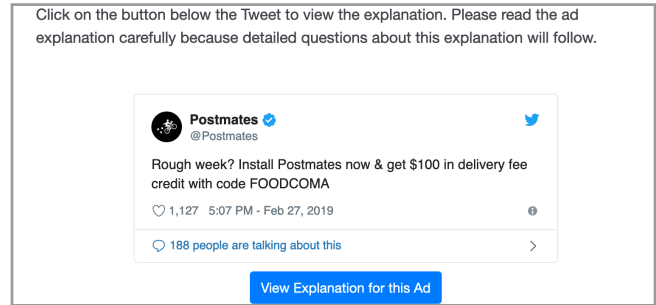 Click on the button below the Tweet to view the explanation. Please read the ad
explanation carefully because detailed questions about this explanation will follow.
Postmates
@Postmates
Rough week? Install Postmates now & get $100 in delivery fee
credit with code FOODCOMA
1,127 5:07 PM - Feb 27, 2019
188 people are talking about this
View Explanation for this Ad